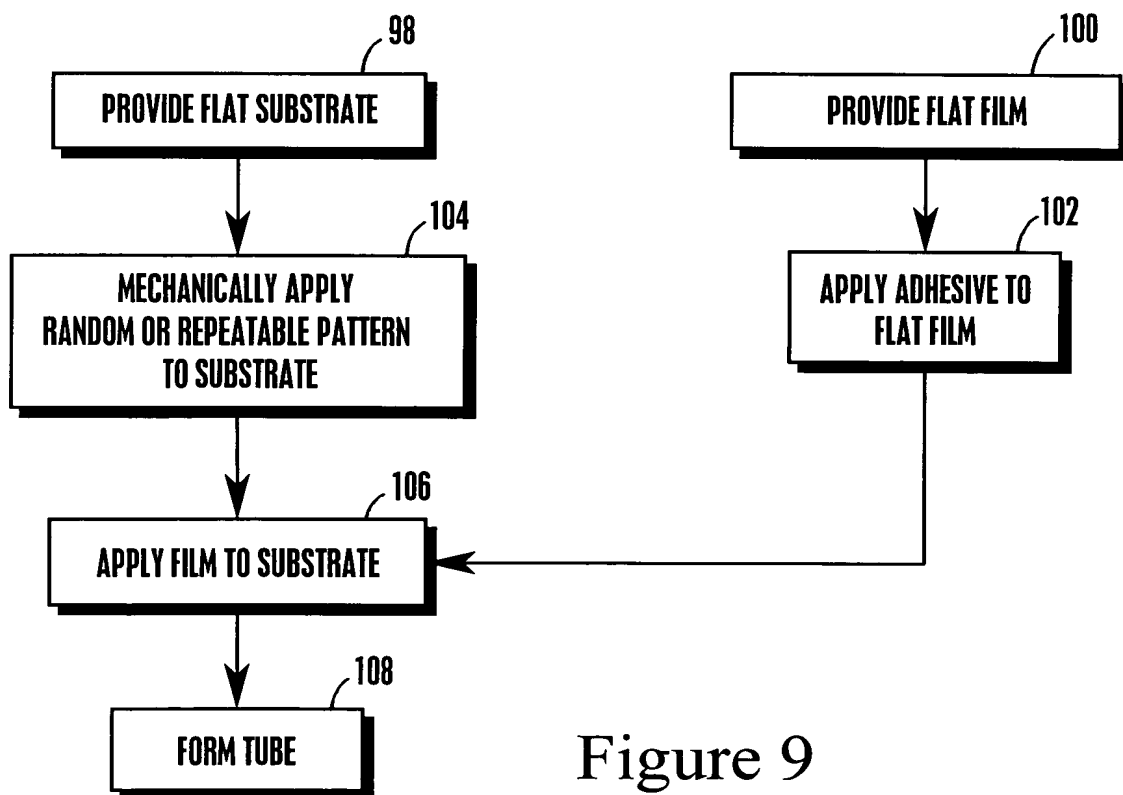 98
PROVIDE FLAT SUBSTRATE
100
PROVIDE FLAT FILM
104
MECHANICALLY APPLY
RANDOM OR REPEATABLE PATTERN
TO SUBSTRATE
102
APPLY ADHESIVE TO
FLAT FILM
106
APPLY FILM TO SUBSTRATE
108
FORM TUBE
Figure 9